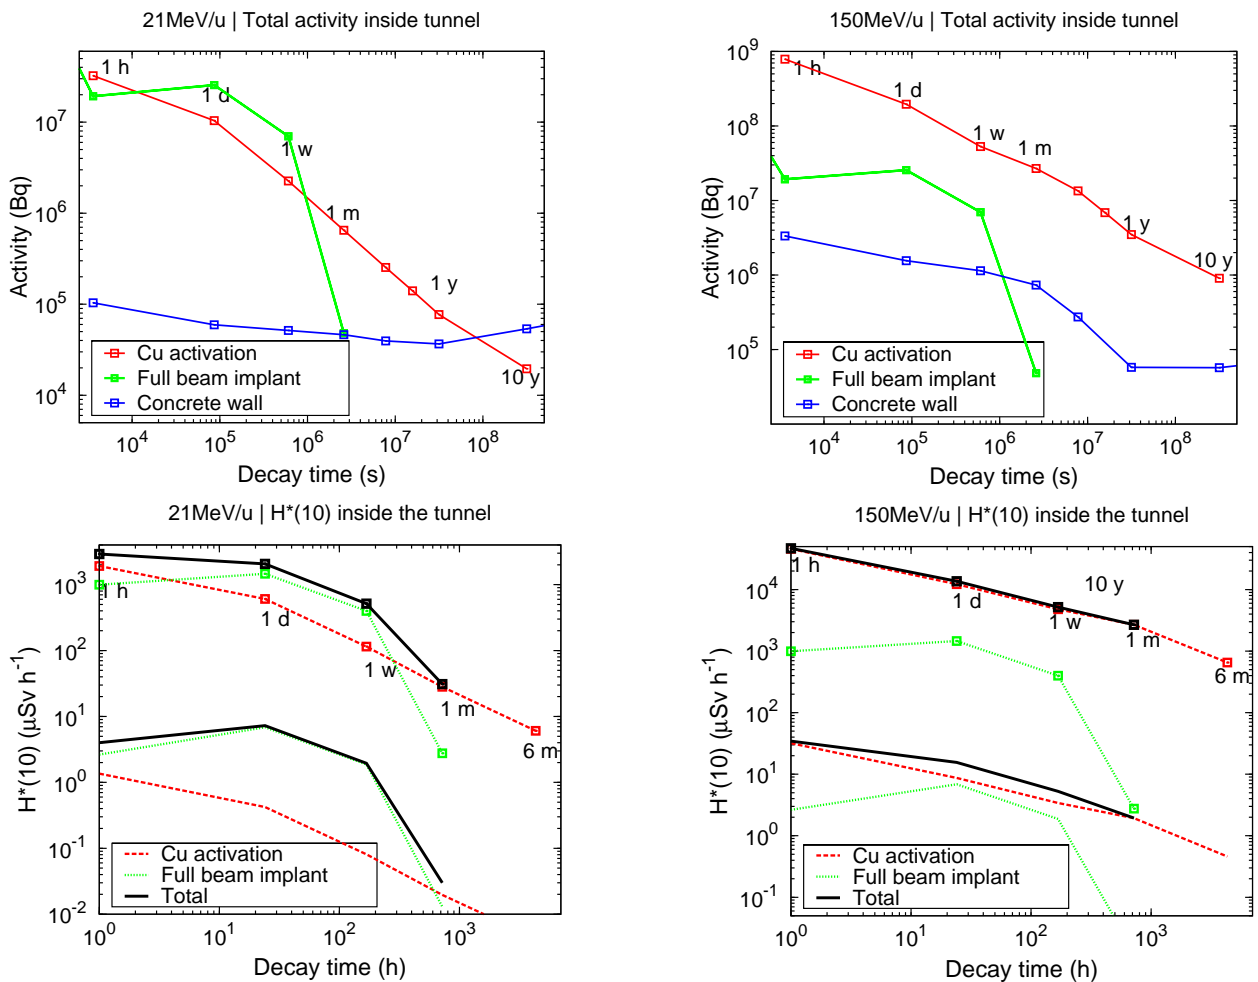 21MeV/u | Total activity inside tunnel
Activity (Bq)
10^7
10^6
10^5
10^4
1 h
1 d
1 w
1 m
1 y
10 y
Cu activation
Full beam implant
Concrete wall
10^4 10^5 10^6 10^7 10^8
Decay time (s)
150MeV/u | Total activity inside tunnel
Activity (Bq)
10^9
10^8
10^7
10^6
10^5
1 h
1 d
1 w
1 m
1 y
10 y
Cu activation
Full beam implant
Concrete wall
10^4 10^5 10^6 10^7 10^8
Decay time (s)
21MeV/u | H*(10) inside the tunnel
H*(10) (μSv h^-1)
10^3
10^2
10^1
10^0
10^-1
10^-2
1 h
1 d
1 w
1 m
6 m
Cu activation
Full beam implant
Total
10^0 10^1 10^2 10^3
Decay time (h)
150MeV/u | H*(10) inside the tunnel
H*(10) (μSv h^-1)
10^4
10^3
10^2
10^1
10^0
10^-1
1 h
10 y
1 d
1 w
1 m
6 m
Cu activation
Full beam implant
Total
10^0 10^1 10^2 10^3
Decay time (h)